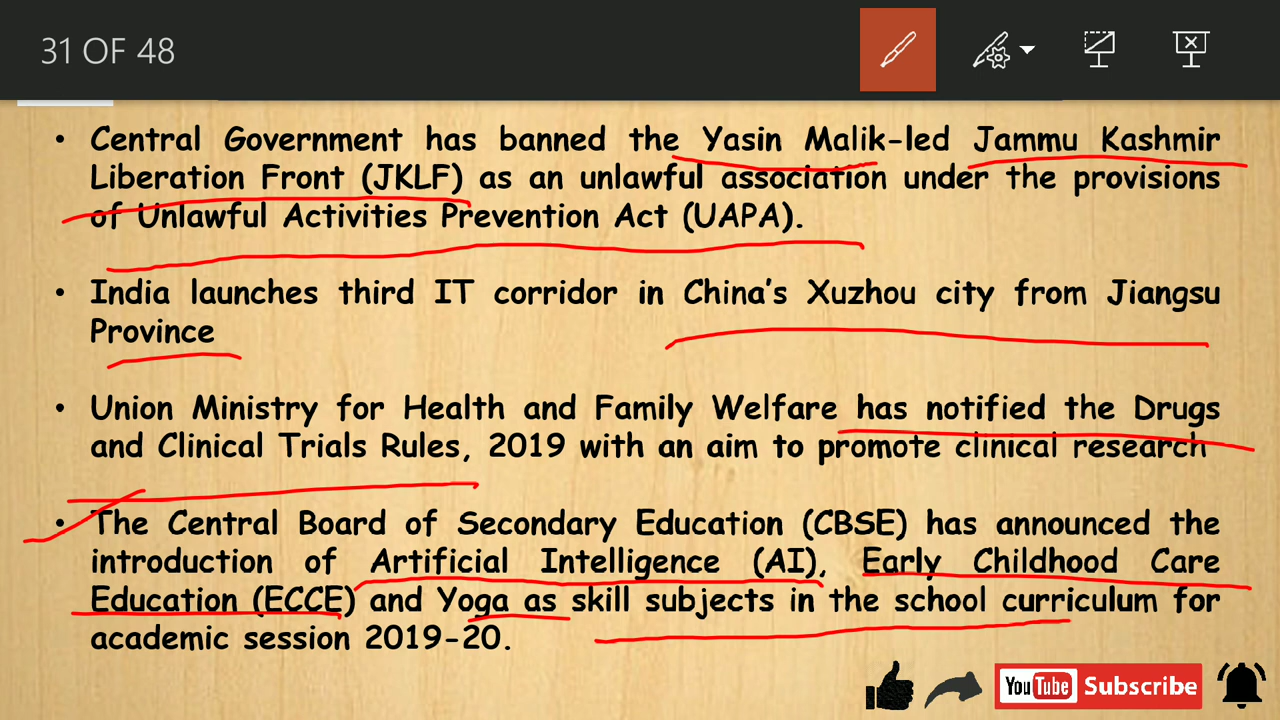 31 OF 48
• Central Government has banned the Yasin Malik-led Jammu Kashmir
Liberation Front (JKLF) as an unlawful association under the provisions
of Unlawful Activities Prevention Act (UAPA).
• India launches third IT corridor in China's Xuzhou city from Jiangsu
Province
• Union Ministry for Health and Family Welfare has notified the Drugs
and Clinical Trials Rules, 2019 with an aim to promote clinical research
• The Central Board of Secondary Education (CBSE) has announced the
introduction of Artificial Intelligence (AI), Early Childhood Care
Education (ECCE) and Yoga as skill subjects in the school curriculum for
academic session 2019-20.
YouTube Subscribe